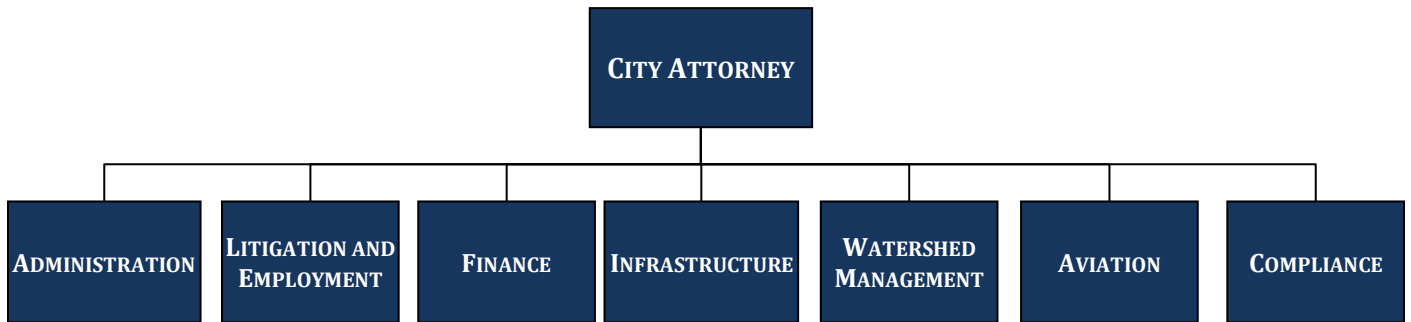 CITY ATTORNEY
ADMINISTRATION
LITIGATION AND
EMPLOYMENT
FINANCE
INFRASTRUCTURE
WATERSHED
MANAGEMENT
AVIATION
COMPLIANCE